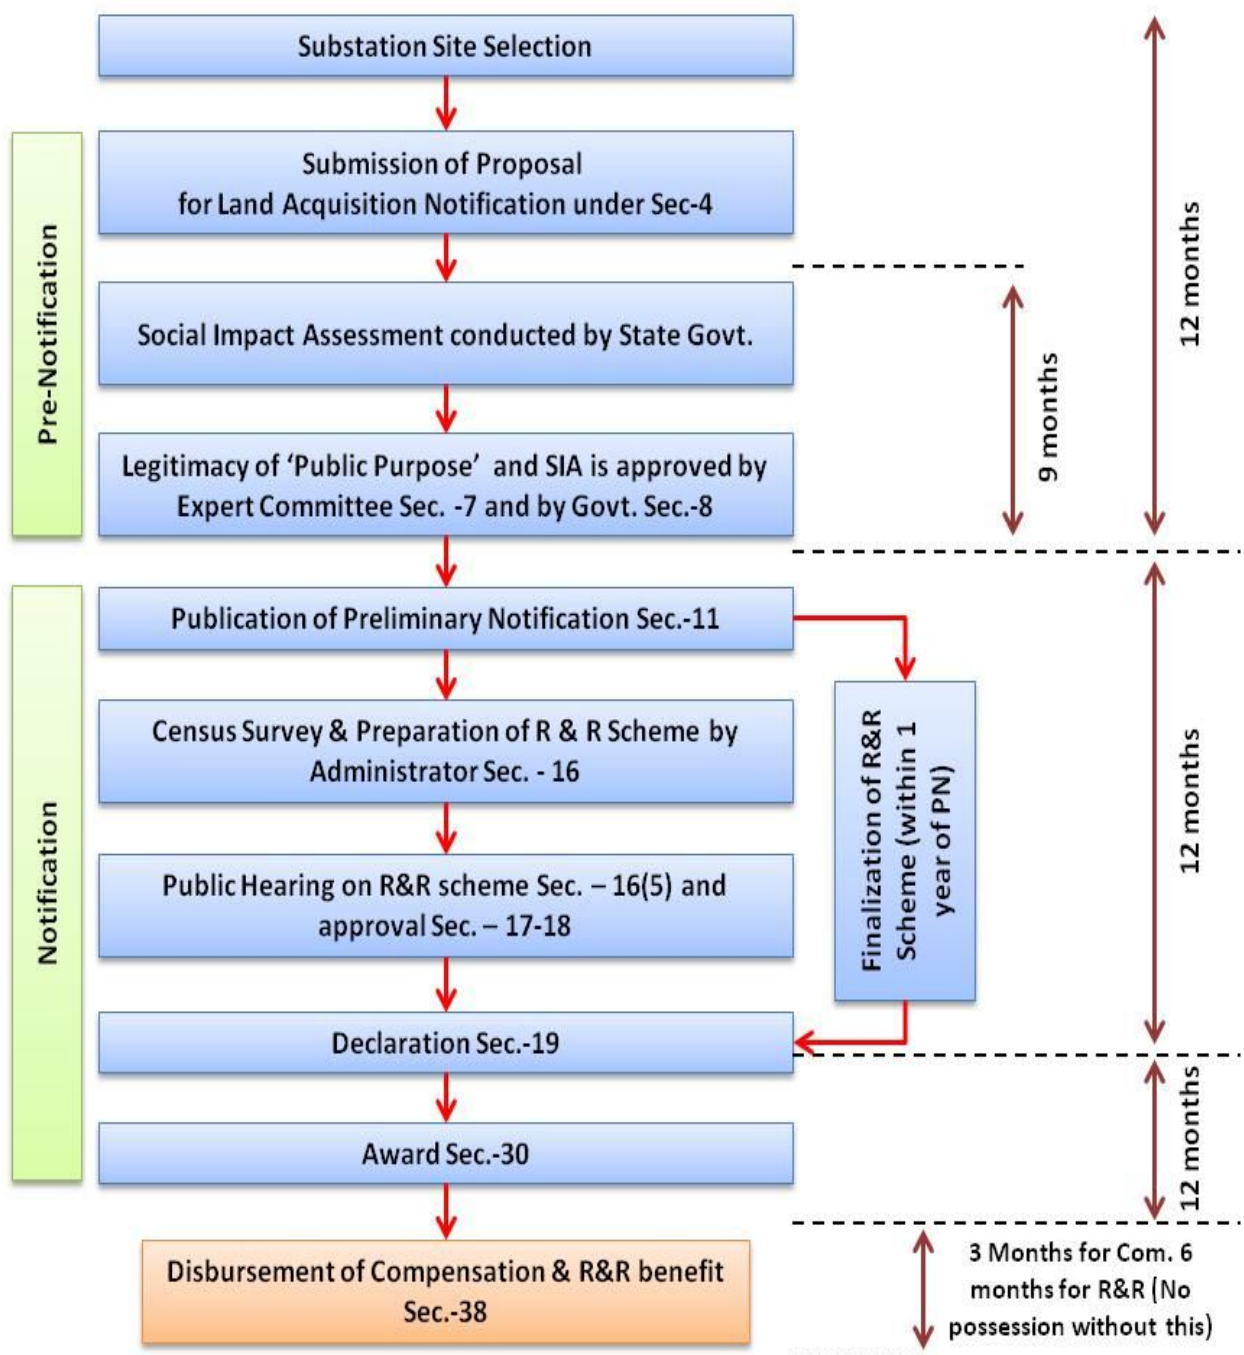 Substation Site Selection
Pre-Notification
Submission of Proposal
for Land Acquisition Notification under Sec-4
Social Impact Assessment conducted by State Govt.
Legitimacy of ‘Public Purpose’ and SIA is approved by
Expert Committee Sec. -7 and by Govt. Sec.-8
9 months
12 months
Notification
Publication of Preliminary Notification Sec.-11
Census Survey & Preparation of R & R Scheme by
Administrator Sec. - 16
Public Hearing on R&R scheme Sec. – 16(5) and
approval Sec. – 17-18
Finalization of R&R
Scheme (within 1
year of PN)
12 months
Declaration Sec.-19
Award Sec.-30
12 months
Disbursement of Compensation & R&R benefit
Sec.-38
3 Months for Com. 6
months for R&R (No
possession without this)